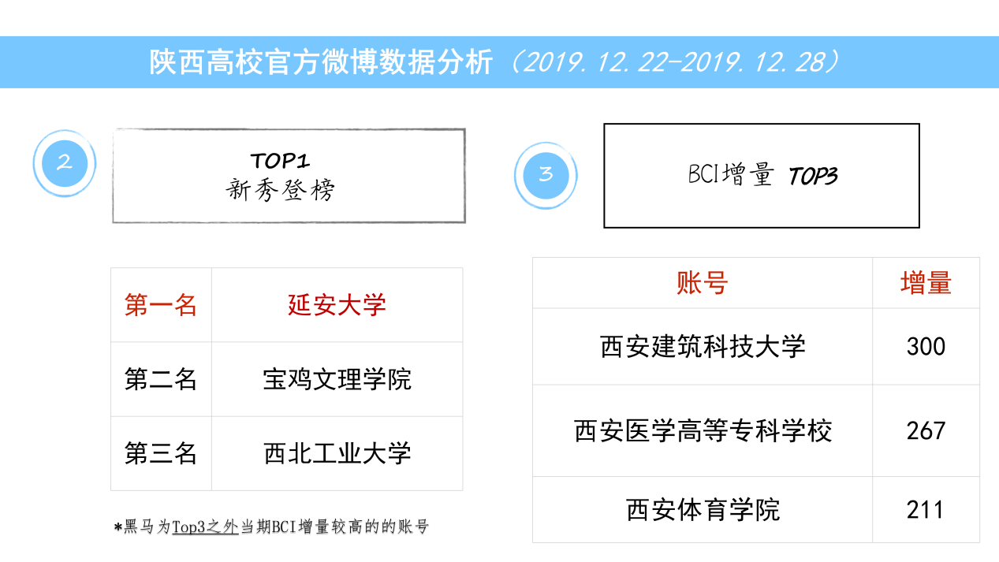 陕西高校官方微博数据分析（2019.12.22-2019.12.28）
2
TOP1
新秀登榜
第一名 延安大学
第二名 宝鸡文理学院
第三名 西北工业大学
*黑马为Top3之外当期BCI增量较高的的账号
3
BCI增量 TOP3
账号 增量
西安建筑科技大学 300
西安医学高等专科学校 267
西安体育学院 211